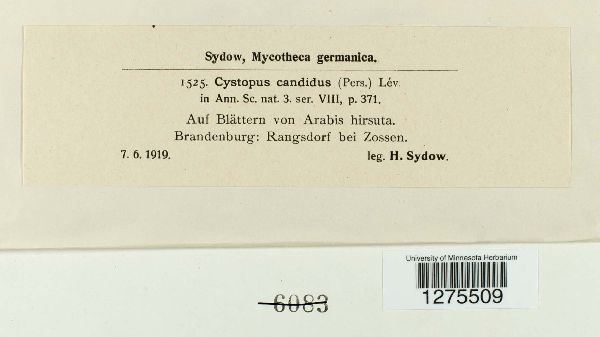 Sydow, Mycotheca germanica.
1525. Cystopus candidus (Pers.) Lév.
in Ann. Sc. nat. 3. ser. VIII, p. 371.
Auf Blättern von Arabis hirsuta.
Brandenburg: Rangsdorf bei Zossen.
7. 6. 1919. leg. H. Sydow.
University of Minnesota Herbarium
1275509
6083